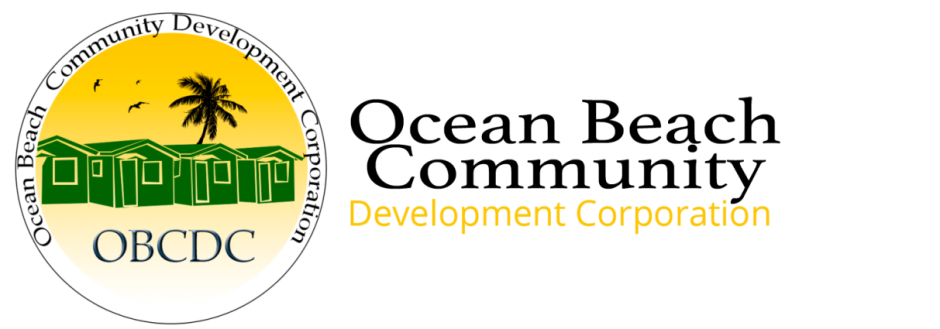 Ocean Beach Community Development Corporation
OBCDC
Ocean Beach
Community
Development Corporation